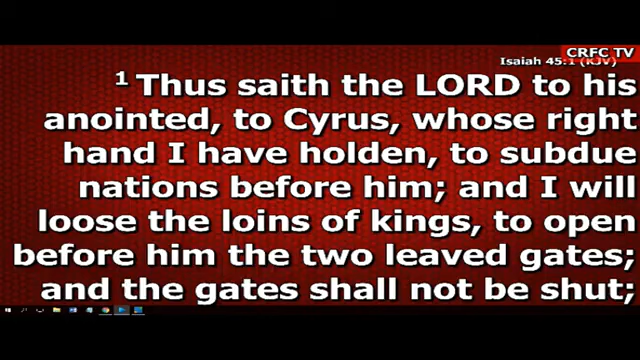 CRFC TV
Isaiah 45:1 (KJV)
1 Thus saith the LORD to his
anointed, to Cyrus, whose right
hand I have holden, to subdue
nations before him; and I will
loose the loins of kings, to open
before him the two leaved gates;
and the gates shall not be shut;